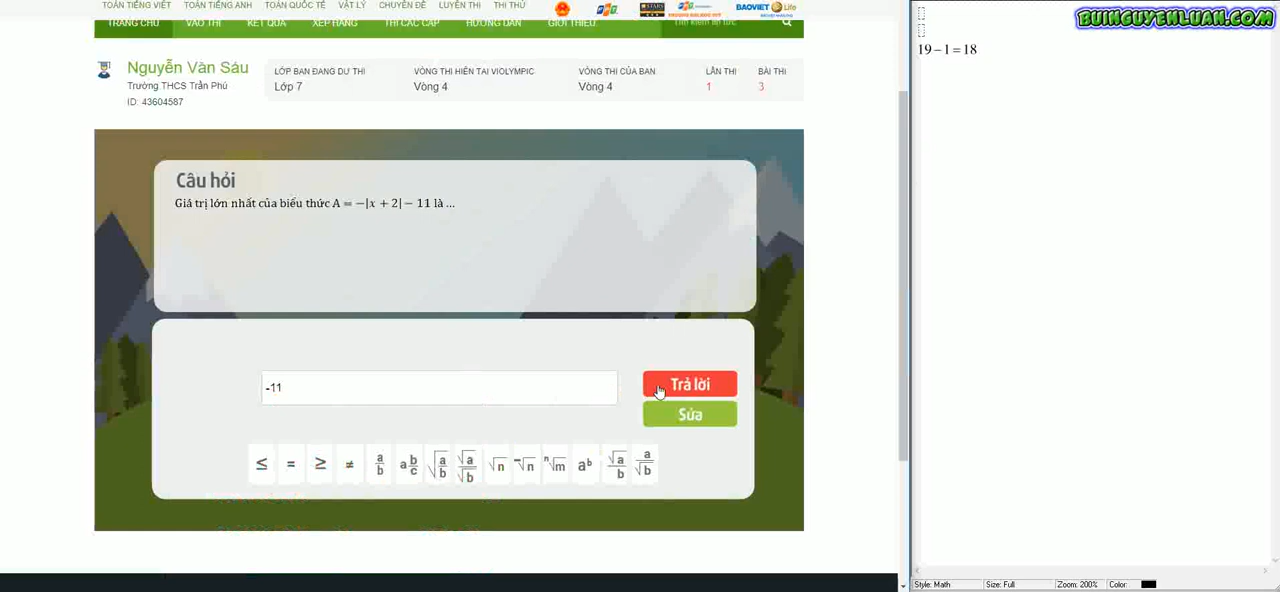 TOÁN TIẾNG VIỆT TOÁN TIẾNG ANH TOÁN QUỐC TẾ VẬT LÝ CHUYÊN ĐỀ LUYỆN THI THI THỬ
TRANG CHỦ VÀO THI KẾT QUẢ XẾP HẠNG THI CÁC CẤP HƯỚNG DẪN GIỚI THIỆU
BUINGUYENLUAN.COM
19 − 1 = 18
Nguyễn Văn Sáu
Trường THCS Trần Phú
ID: 43604587
LỚP BẠN ĐANG DỰ THI VÒNG THI HIỆN TẠI VIOLYMPIC VÒNG THI CỦA BẠN LẦN THI BÀI THI
Lớp 7 Vòng 4 Vòng 4 1 3
Câu hỏi
Giá trị lớn nhất của biểu thức A = −|x + 2| − 11 là ...
-11
Trả lời
Sửa
≤ = ≥ ≠ a/b a b/c √(a/b) √a/√b √n −√n ⁿ√m aᵇ √a/b a/√b
Style: Math Size: Full Zoom: 200% Color: